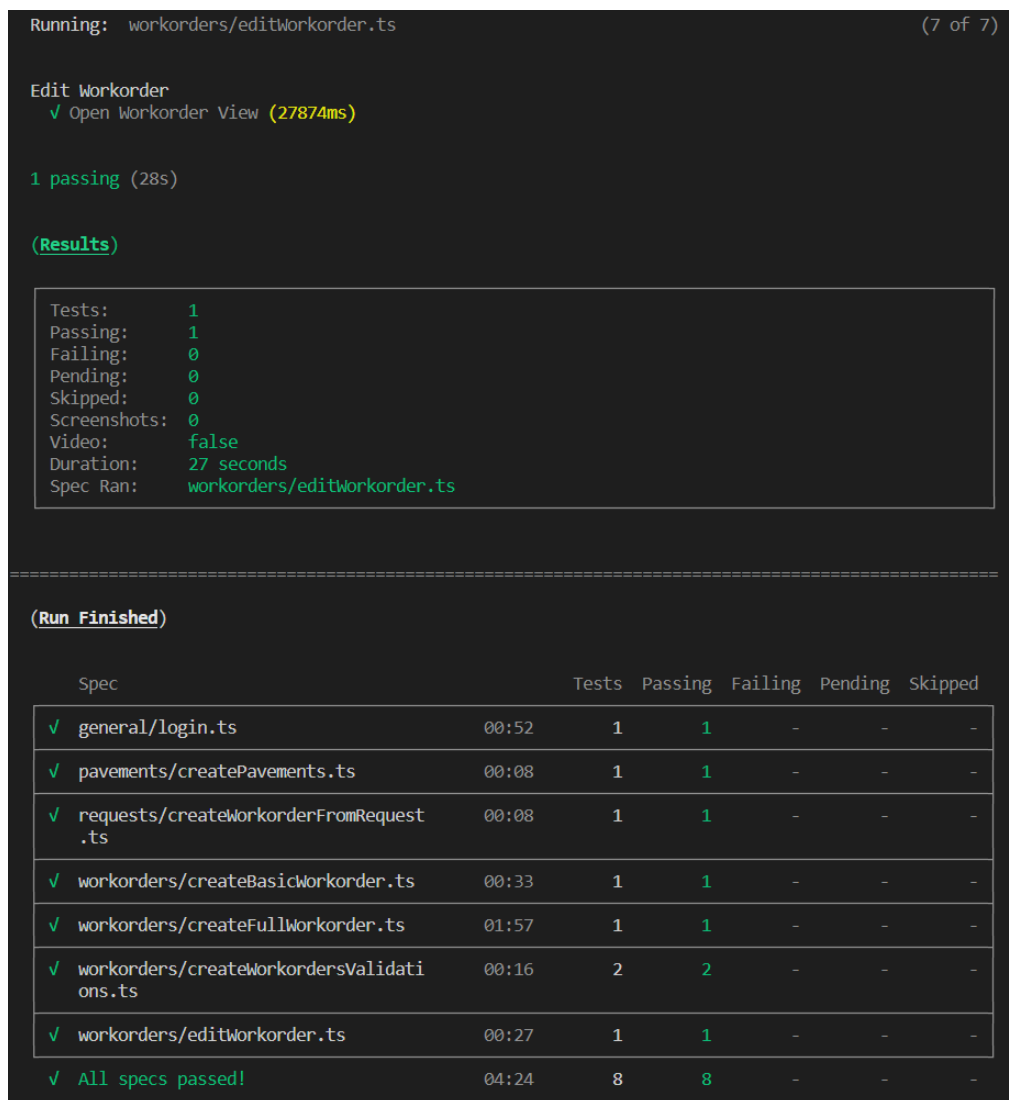 Running: workorders/editWorkorder.ts (7 of 7)
Edit Workorder
√ Open Workorder View (27874ms)
1 passing (28s)
(Results)
Tests: 1
Passing: 1
Failing: 0
Pending: 0
Skipped: 0
Screenshots: 0
Video: false
Duration: 27 seconds
Spec Ran: workorders/editWorkorder.ts
====================================================================================================
(Run Finished)
Spec Tests Passing Failing Pending Skipped
√ general/login.ts 00:52 1 1 - - -
√ pavements/createPavements.ts 00:08 1 1 - - -
√ requests/createWorkorderFromRequest 00:08 1 1 - - -
.ts
√ workorders/createBasicWorkorder.ts 00:33 1 1 - - -
√ workorders/createFullWorkorder.ts 01:57 1 1 - - -
√ workorders/createWorkordersValidati 00:16 2 2 - - -
ons.ts
√ workorders/editWorkorder.ts 00:27 1 1 - - -
√ All specs passed! 04:24 8 8 - - -